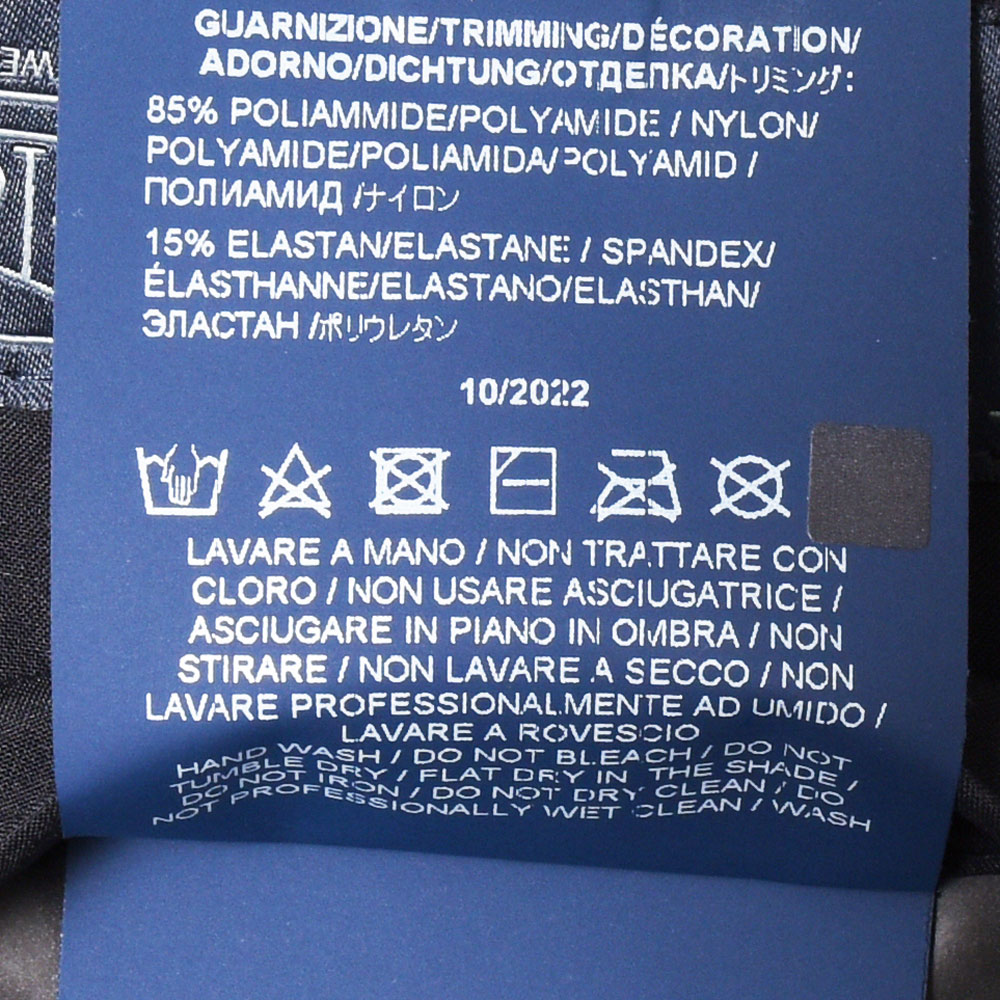 GUARNIZIONE/TRIMMING/DÉCORATION/
ADORNO/DICHTUNG/ОТДЕЛКА/トリミング:
85% POLIAMMIDE/POLYAMIDE / NYLON/
POLYAMIDE/POLIAMIDA/POLYAMID /
ПОЛИАМИД /ナイロン
15% ELASTAN/ELASTANE / SPANDEX/
ÉLASTHANNE/ELASTANO/ELASTHAN/
ЭЛАСТАН /ポリウレタン
10/2022
LAVARE A MANO / NON TRATTARE CON
CLORO / NON USARE ASCIUGATRICE /
ASCIUGARE IN PIANO IN OMBRA / NON
STIRARE / NON LAVARE A SECCO / NON
LAVARE PROFESSIONALMENTE AD UMIDO /
LAVARE A ROVESCIO
HAND WASH / DO NOT BLEACH / DO NOT
TUMBLE DRY / FLAT DRY IN THE SHADE /
DO NOT IRON / DO NOT DRY CLEAN / DO
NOT PROFESSIONALLY WET CLEAN / WASH